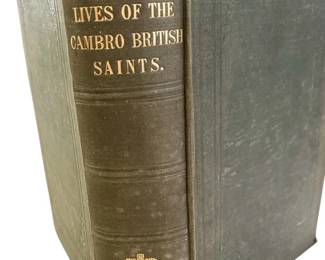 LIVES OF THE
CAMBRO BRITISH
SAINTS.